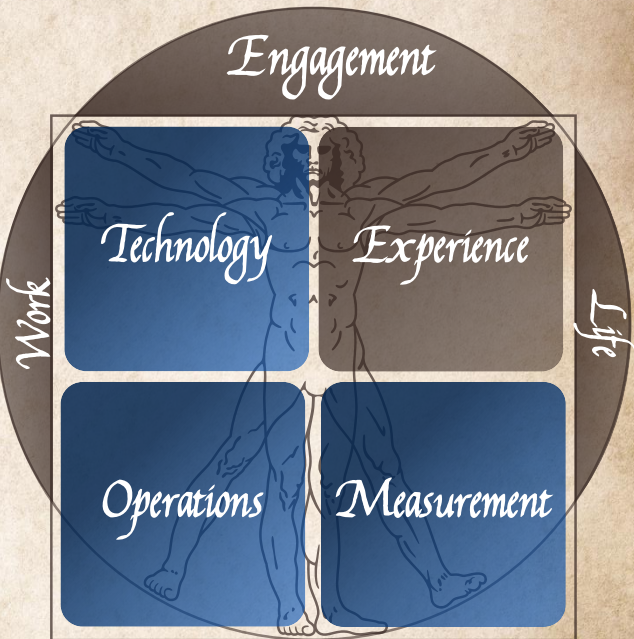 Engagement
Technology
Experience
Work
Life
Operations
Measurement